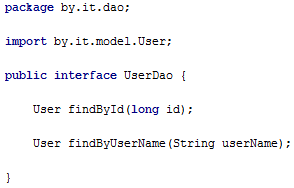 package by.it.dao;
import by.it.model.User;
public interface UserDao {
User findById(long id);
User findByUserName(String userName);
}